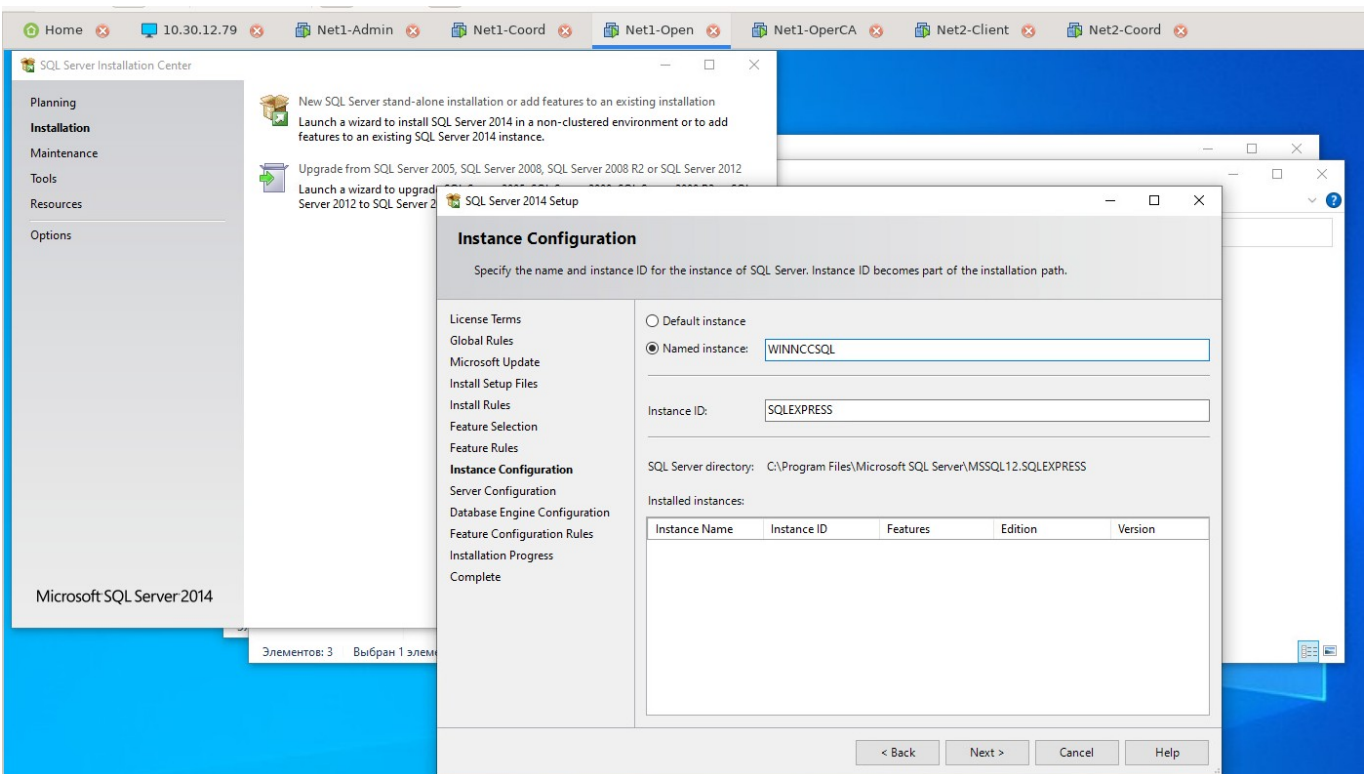 Home
10.30.12.79
Net1-Admin
Net1-Coord
Net1-Open
Net1-OperCA
Net2-Client
Net2-Coord
SQL Server Installation Center
Planning
Installation
Maintenance
Tools
Resources
Options
Microsoft SQL Server 2014
New SQL Server stand-alone installation or add features to an existing installation
Launch a wizard to install SQL Server 2014 in a non-clustered environment or to add
features to an existing SQL Server 2014 instance.
Upgrade from SQL Server 2005, SQL Server 2008, SQL Server 2008 R2 or SQL Server 2012
Launch a wizard to upgrade
Server 2012 to SQL Server 2
SQL Server 2014 Setup
Instance Configuration
Specify the name and instance ID for the instance of SQL Server. Instance ID becomes part of the installation path.
License Terms
Global Rules
Microsoft Update
Install Setup Files
Install Rules
Feature Selection
Feature Rules
Instance Configuration
Server Configuration
Database Engine Configuration
Feature Configuration Rules
Installation Progress
Complete
Default instance
Named instance: WINNCCSQL
Instance ID: SQLEXPRESS
SQL Server directory: C:\Program Files\Microsoft SQL Server\MSSQL12.SQLEXPRESS
Installed instances:
Instance Name Instance ID Features Edition Version
< Back Next > Cancel Help
Элементов: 3 Выбран 1 элем